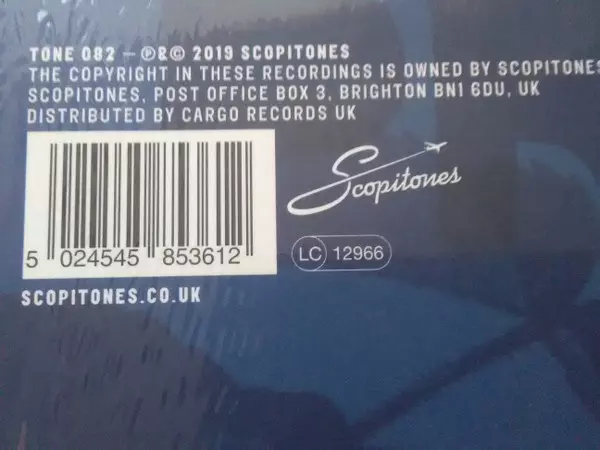 TONE 082 – ℗&© 2019 SCOPITONES
THE COPYRIGHT IN THESE RECORDINGS IS OWNED BY SCOPITONES
SCOPITONES, POST OFFICE BOX 3, BRIGHTON BN1 6DU, UK
DISTRIBUTED BY CARGO RECORDS UK
Scopitones
5 024545 853612
LC 12966
SCOPITONES.CO.UK